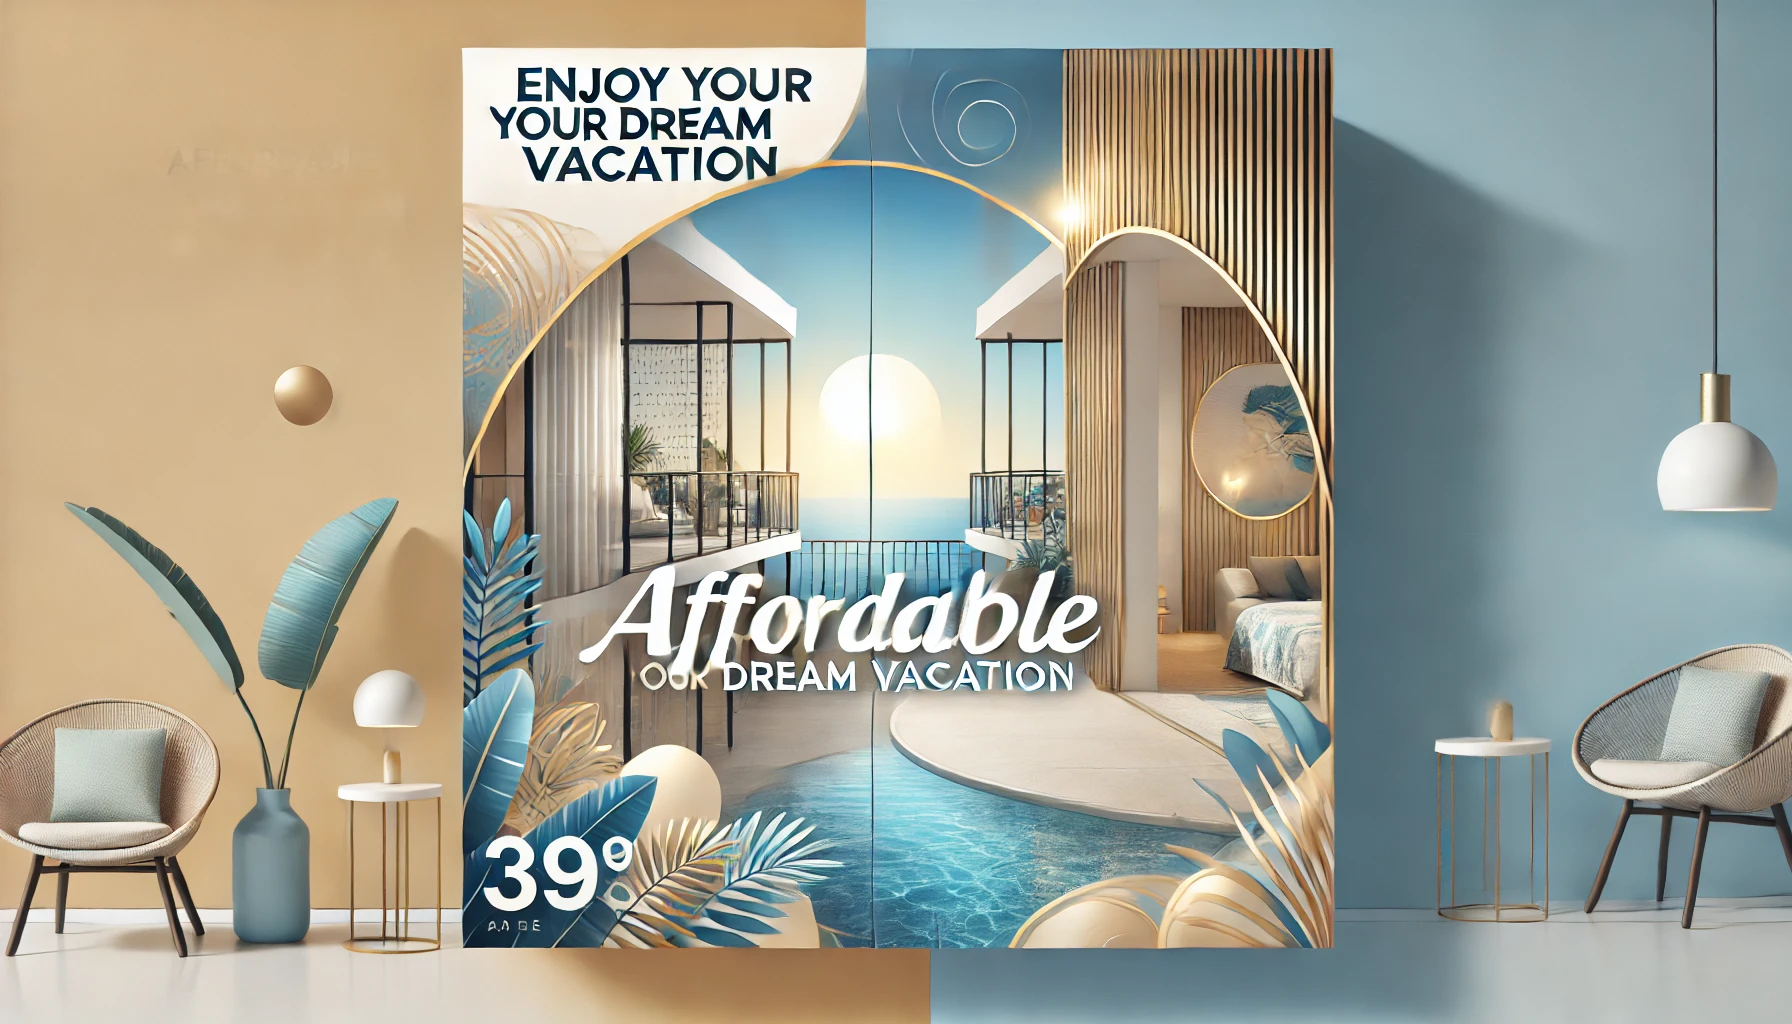 ENJOY YOUR
YOUR DREAM
VACATION
Affordable
DREAM VACATION
39